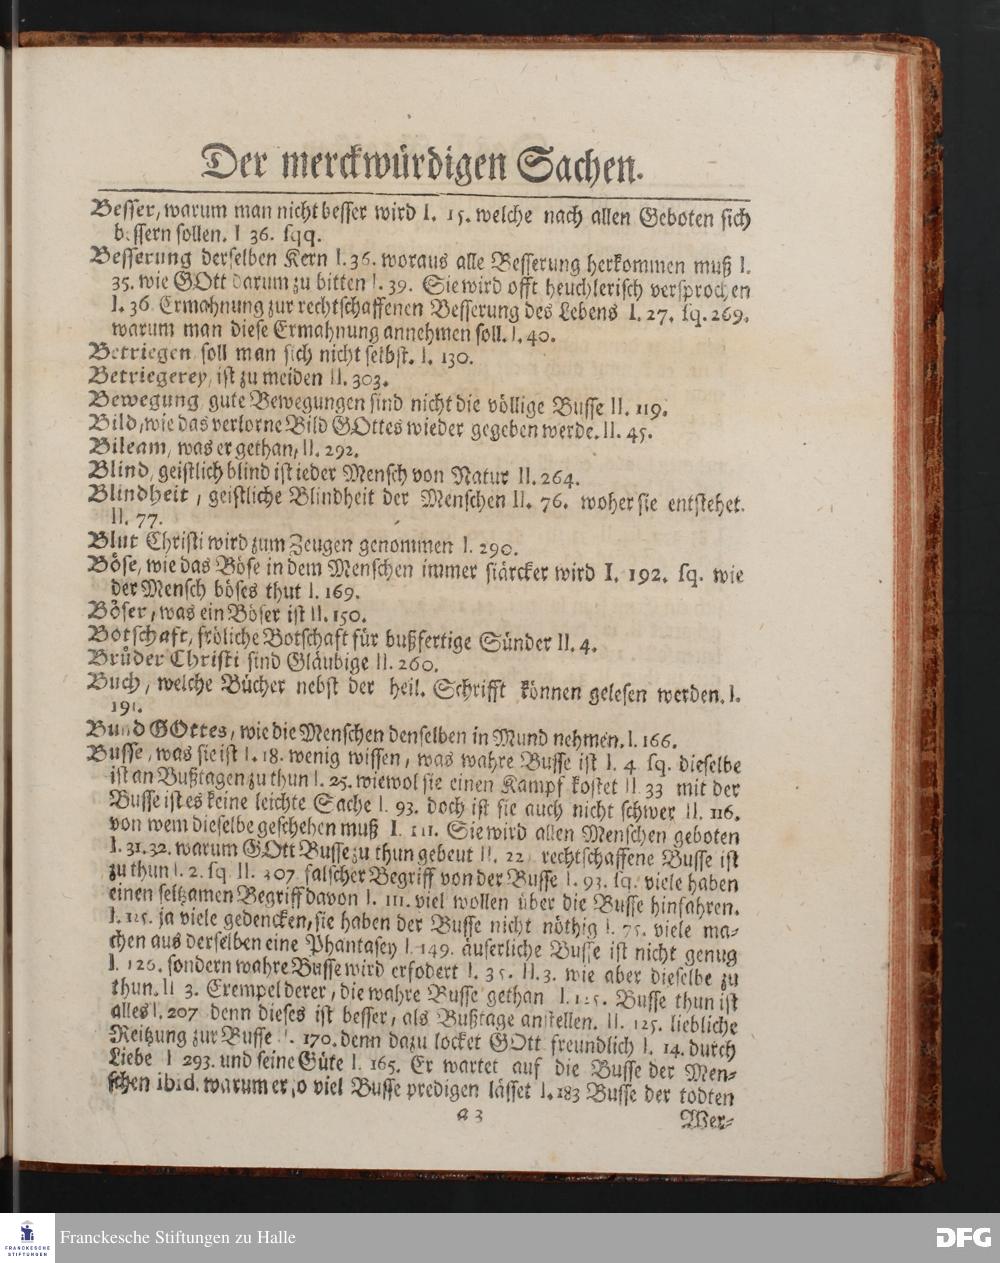 Der merckwürdigen Sachen.
Besser, warum man nicht besser wird I. 15. welche nach allen Geboten sich
bessern sollen. I 36. sqq.
Besserung derselben Kern I. 36. woraus alle Besserung herkommen muß I.
35. wie GOtt darum zu bitten I. 39. Sie wird offt heuchlerisch versprochen
I. 36 Ermahnung zur rechtschaffenen Besserung des Lebens I. 27. sq. 269.
warum man diese Ermahnung annehmen soll. I. 40.
Betriegen soll man sich nicht selbst. I. 130.
Betriegerey, ist zu meiden II. 303.
Bewegung gute Bewegungen sind nicht die völlige Busse II. 119.
Bild, wie das verlorne Bild GOttes wieder gegeben werde. II. 45.
Bileam, was er gethan, II. 292.
Blind, geistlich blind ist ieder Mensch von Natur II. 264.
Blindheit, geistliche Blindheit der Menschen II. 76. woher sie entstehet.
II. 77.
Blut Christi wird zum Zeugen genommen I. 290.
Böse, wie das Böse in dem Menschen immer stärcker wird I. 192. sq. wie
der Mensch böses thut I. 169.
Böser, was ein Böser ist II. 150.
Botschaft, fröliche Botschaft für bußfertige Sünder II. 4.
Brüder Christi sind Gläubige II. 260.
Buch, welche Bücher nebst der heil. Schrifft können gelesen werden. I.
191.
Bund GOttes, wie die Menschen denselben in Mund nehmen. I. 166.
Busse, was sie ist I. 18. wenig wissen, was wahre Busse ist I. 4 sq. dieselbe
ist an Bußtagen zu thun I. 25. wiewol sie einen Kampf kostet II 33 mit der
Busse ist es keine leichte Sache I. 93. doch ist sie auch nicht schwer II. 116.
von wem dieselbe geschehen muß I. 111. Sie wird allen Menschen geboten
I. 31. 32. warum GOtt Busse zu thun gebeut II. 22 rechtschaffene Busse ist
zu thun I. 2. sq II. 307 falscher Begriff von der Busse I. 93. sq. viele haben
einen seltzamen Begriff davon I. 111. viel wollen über die Busse hinfahren.
I. 115. ja viele gedencken, sie haben der Busse nicht nöthig I. 75. viele ma-
chen aus derselben eine Phantasey I. 149. äuserliche Busse ist nicht genug
I. 126. sondern wahre Busse wird erfodert I. 35. II. 3. wie aber dieselbe zu
thun. II 3. Exempel derer, die wahre Busse gethan I. 115. Busse thun ist
alles I. 207 denn dieses ist besser, als Bußtage anstellen. II. 125. liebliche
Reitzung zur Busse I. 170. denn dazu locket GOtt freundlich I. 14. durch
Liebe I 293. und seine Güte I. 165. Er wartet auf die Busse der Men-
schen ibid. warum er so viel Busse predigen lässet I. 183 Busse der todten
a 3
Wer-
Franckesche Stiftungen zu Halle
FRANCKESCHE STIFTUNGEN
DFG